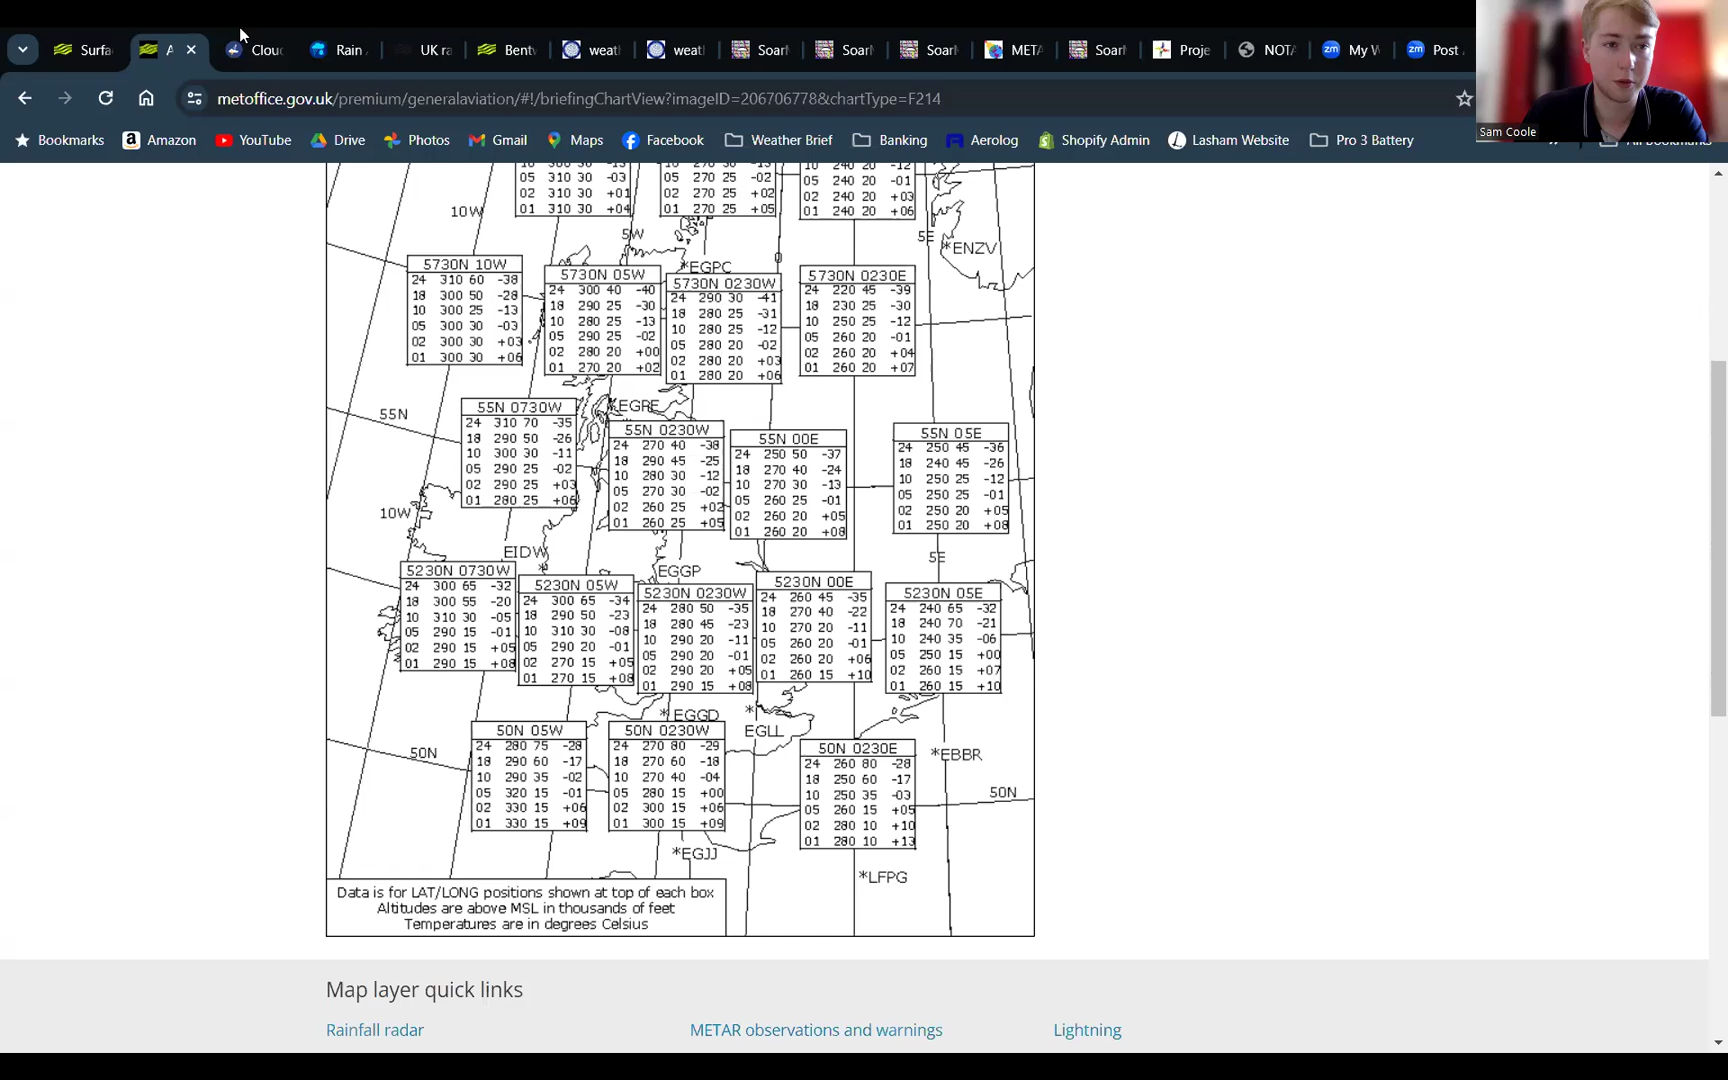 Surfa
A
Clouc
Rain
UK ra
Benty
weatl
weatl
Soarl
Soarl
Soarl
META
Soarl
Proje
NOTA
My W
Post
metoffice.gov.uk/premium/generalaviation/#!/briefingChartView?imageID=206706778&chartType=F214
Bookmarks
Amazon
YouTube
Drive
Photos
Gmail
Maps
Facebook
Weather Brief
Banking
Aerolog
Shopify Admin
Lasham Website
Pro 3 Battery
Sam Coole
05 310 30 -03
02 310 30 +01
01 310 30 +04
05 270 25 -02
02 270 25 +02
01 270 25 +05
10 240 20 -12
05 240 20 -01
02 240 20 +03
01 240 20 +06
10W
5W
5E
*ENZV
*EGPC
5730N 10W
24 310 60 -38
18 300 50 -28
10 300 25 -13
05 300 30 -03
02 300 30 +03
01 300 30 +06
5730N 05W
24 300 40 -40
18 290 25 -30
10 280 25 -13
05 290 25 -02
02 280 20 +00
01 270 20 +02
5730N 0230W
24 290 30 -41
18 280 25 -31
10 280 25 -12
05 280 20 -02
02 280 20 +03
01 280 20 +06
5730N 0230E
24 220 45 -39
18 230 25 -30
10 250 25 -12
05 260 20 -01
02 260 20 +04
01 260 20 +07
55N
*EGPF
55N 0730W
24 310 70 -35
18 290 50 -26
10 300 30 -11
05 290 25 -02
02 290 25 +03
01 280 25 +06
55N 0230W
24 270 40 -38
18 290 45 -25
10 280 30 -12
05 270 30 -02
02 260 25 +02
01 260 25 +05
55N 00E
24 250 50 -37
18 270 40 -24
10 270 30 -13
05 260 25 -01
02 260 20 +05
01 260 20 +08
55N 05E
24 250 45 -36
18 240 45 -26
10 250 25 -12
05 250 25 -01
02 250 20 +05
01 250 20 +08
10W
EIDW
*
EGGP
5E
5230N 0730W
24 300 65 -32
18 300 55 -20
10 310 30 -05
05 290 15 -01
02 290 15 +05
01 290 15 +08
5230N 05W
24 300 65 -34
18 290 50 -23
10 310 30 -08
05 290 20 -01
02 270 15 +05
01 270 15 +08
5230N 0230W
24 280 50 -35
18 280 45 -23
10 290 20 -11
05 290 20 -01
02 290 20 +05
01 290 15 +08
5230N 00E
24 260 45 -35
18 270 40 -22
10 270 20 -11
05 260 20 -01
02 260 20 +06
01 260 15 +10
5230N 05E
24 240 65 -32
18 240 70 -21
10 240 35 -06
05 250 15 +00
02 260 15 +07
01 260 15 +10
* EGGD
*
EGLL
50N
50N 05W
24 280 75 -28
18 290 60 -17
10 290 35 -02
05 320 15 -01
02 330 15 +06
01 330 15 +09
50N 0230W
24 270 80 -29
18 270 60 -18
10 270 40 -04
05 280 15 +00
02 300 15 +06
01 300 15 +09
50N 0230E
24 260 80 -28
18 250 60 -17
10 250 35 -03
05 260 15 +05
02 280 10 +10
01 280 10 +13
*EBBR
50N
*EGJJ
*LFPG
Data is for LAT/LONG positions shown at top of each box
Altitudes are above MSL in thousands of feet
Temperatures are in degrees Celsius
Map layer quick links
Rainfall radar
METAR observations and warnings
Lightning